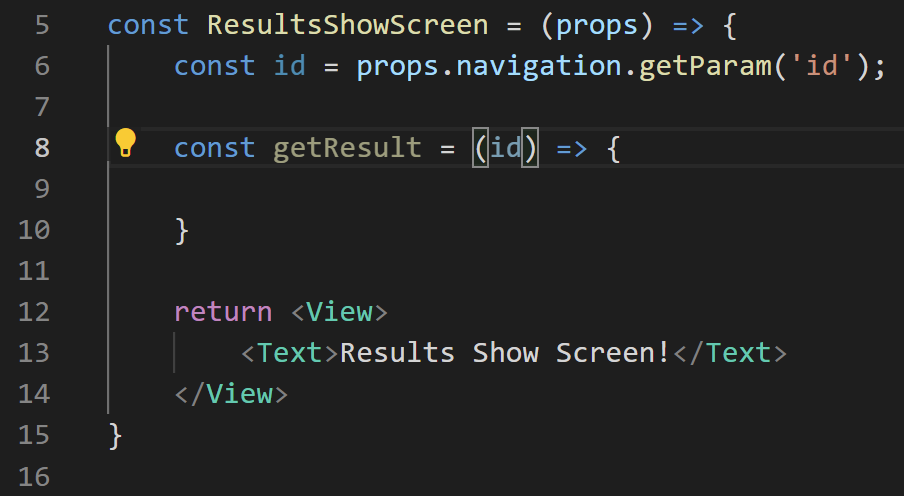 5 const ResultsShowScreen = (props) => {
6     const id = props.navigation.getParam('id');
7
8     const getResult = (id) => {
9
10     }
11
12     return <View>
13         <Text>Results Show Screen!</Text>
14     </View>
15 }
16